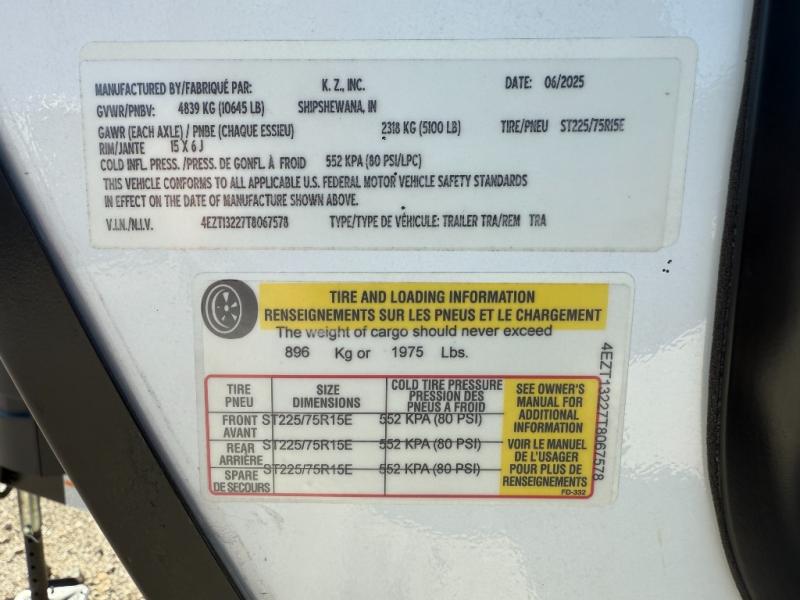 MANUFACTURED BY/FABRIQUÉ PAR: K. Z., INC. DATE: 06/2025
GVWR/PNBV: 4839 KG (10645 LB) SHIPSHEWANA, IN
GAWR (EACH AXLE) / PNBE (CHAQUE ESSIEU) 2318 KG (5100 LB) TIRE/PNEU ST225/75R15E
RIM/JANTE 15 X 6 J
COLD INFL. PRESS. /PRESS. DE GONFL. À FROID 552 KPA (80 PSI/LPC)
THIS VEHICLE CONFORMS TO ALL APPLICABLE U.S. FEDERAL MOTOR VEHICLE SAFETY STANDARDS
IN EFFECT ON THE DATE OF MANUFACTURE SHOWN ABOVE.
V.I.N./N.I.V. 4EZT13227T8067578 TYPE/TYPE DE VÉHICULE: TRAILER TRA/REM TRA
TIRE AND LOADING INFORMATION
RENSEIGNEMENTS SUR LES PNEUS ET LE CHARGEMENT
The weight of cargo should never exceed
896 Kg or 1975 Lbs.
TIRE
PNEU
SIZE
DIMENSIONS
COLD TIRE PRESSURE
PRESSION DES
PNEUS À FROID
FRONT
AVANT
ST225/75R15E 552 KPA (80 PSI)
REAR
ARRIÈRE
ST225/75R15E 552 KPA (80 PSI)
SPARE
DE SECOURS
ST225/75R15E 552 KPA (80 PSI)
SEE OWNER'S
MANUAL FOR
ADDITIONAL
INFORMATION
VOIR LE MANUEL
DE L'USAGER
POUR PLUS DE
RENSEIGNEMENTS
FD-332
4EZT13227T8067578